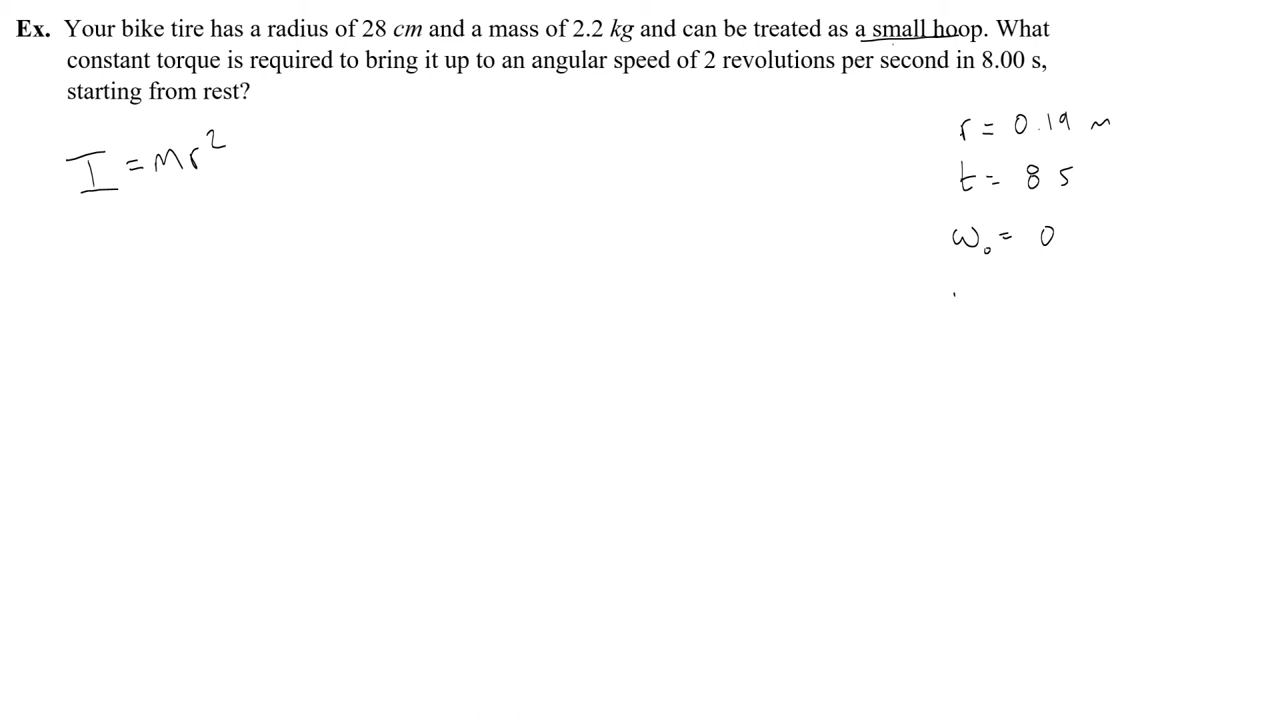 Ex. Your bike tire has a radius of 28 cm and a mass of 2.2 kg and can be treated as a small hoop. What
constant torque is required to bring it up to an angular speed of 2 revolutions per second in 8.00 s,
starting from rest?
I = mr²
r = 0.19 m
t = 8 s
ω₀ = 0